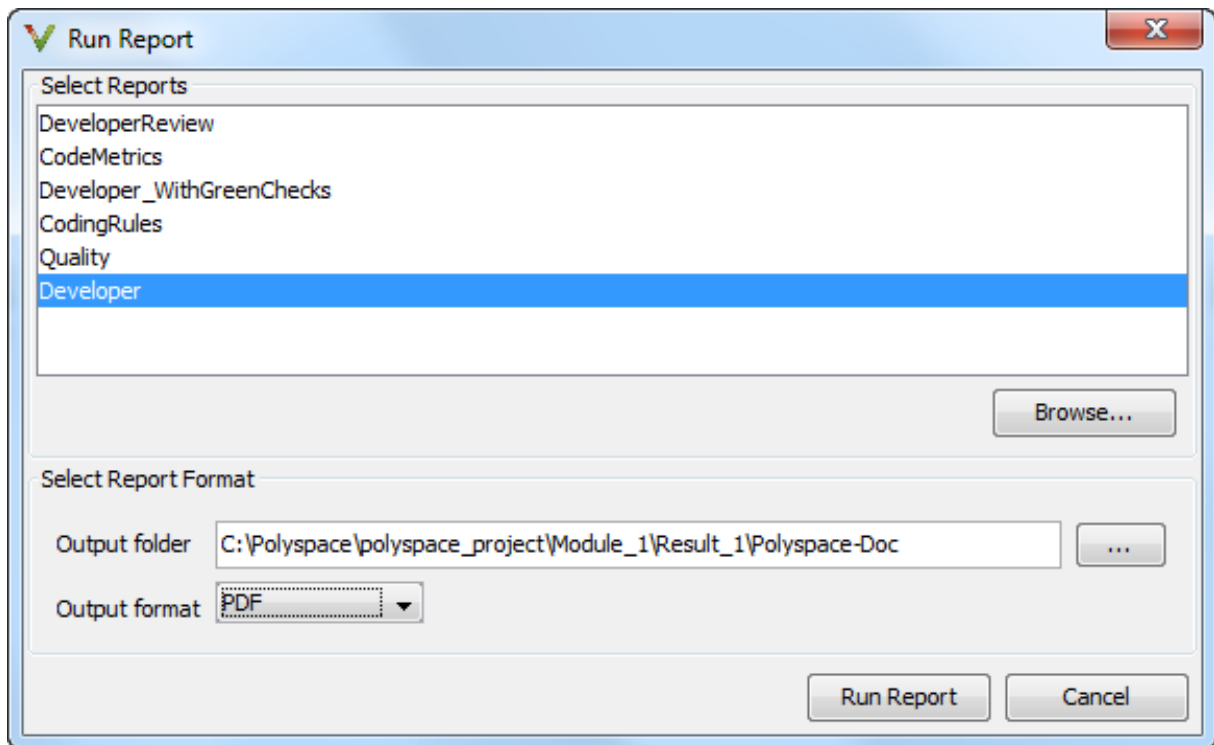 Run Report
Select Reports
DeveloperReview
CodeMetrics
Developer_WithGreenChecks
CodingRules
Quality
Developer
Browse...
Select Report Format
Output folder C:\Polyspace\polyspace_project\Module_1\Result_1\Polyspace-Doc ...
Output format PDF
Run Report Cancel